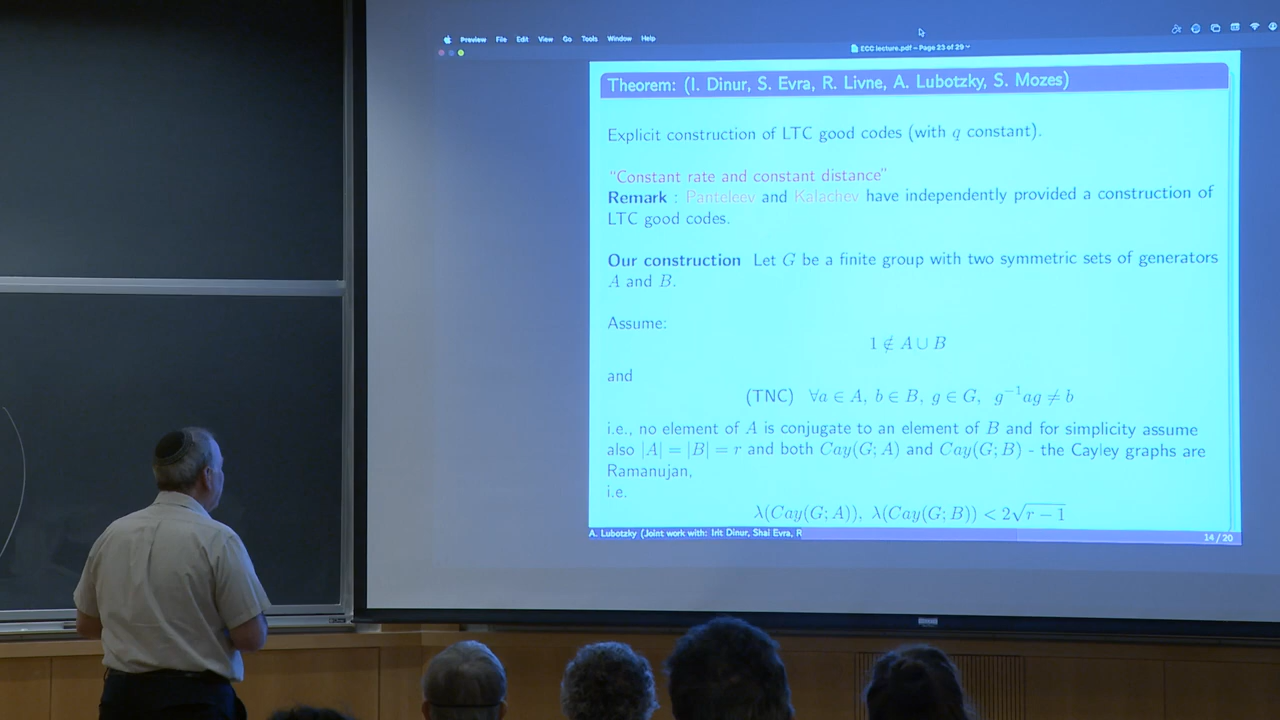 Preview File Edit View Go Tools Window Help
ECC lecture.pdf – Page 23 of 29
Theorem: (I. Dinur, S. Evra, R. Livne, A. Lubotzky, S. Mozes)
Explicit construction of LTC good codes (with q constant).
"Constant rate and constant distance"
Remark : Panteleev and Kalachev have independently provided a construction of
LTC good codes.
Our construction Let G be a finite group with two symmetric sets of generators
A and B.
Assume:
1 ∉ A ∪ B
and
(TNC) ∀a ∈ A, b ∈ B, g ∈ G, g⁻¹ag ≠ b
i.e., no element of A is conjugate to an element of B and for simplicity assume
also |A| = |B| = r and both Cay(G; A) and Cay(G; B) - the Cayley graphs are
Ramanujan,
i.e.
λ(Cay(G; A)), λ(Cay(G; B)) < 2√(r − 1)
A. Lubotzky (Joint work with: Irit Dinur, Shai Evra, R
14 / 20